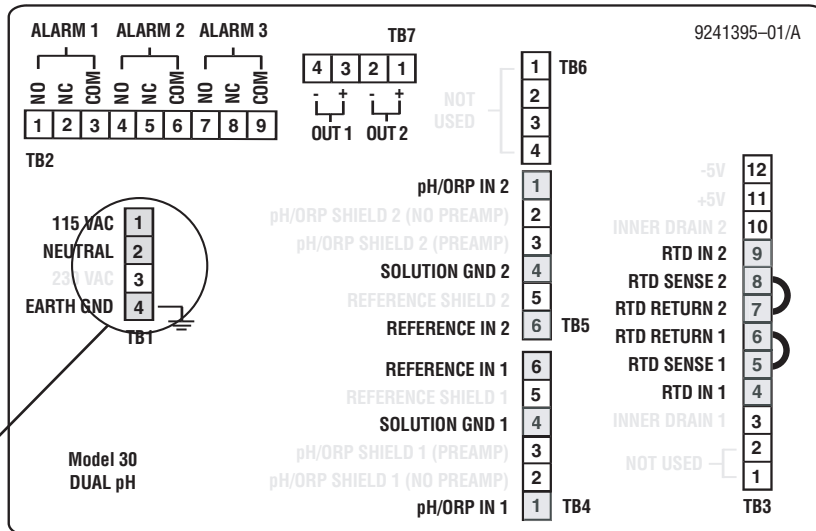 ALARM 1 ALARM 2 ALARM 3
NO NC COM NO NC COM NO NC COM
1 2 3 4 5 6 7 8 9
TB2
TB7
4 3 2 1
- + - +
OUT 1 OUT 2
9241395–01/A
NOT USED
1 TB6
2
3
4
115 VAC 1
NEUTRAL 2
230 VAC 3
EARTH GND 4
TB1
pH/ORP IN 2 1
pH/ORP SHIELD 2 (NO PREAMP) 2
pH/ORP SHIELD 2 (PREAMP) 3
SOLUTION GND 2 4
REFERENCE SHIELD 2 5
REFERENCE IN 2 6 TB5
REFERENCE IN 1 6
REFERENCE SHIELD 1 5
SOLUTION GND 1 4
pH/ORP SHIELD 1 (PREAMP) 3
pH/ORP SHIELD 1 (NO PREAMP) 2
pH/ORP IN 1 1 TB4
-5V 12
+5V 11
INNER DRAIN 2 10
RTD IN 2 9
RTD SENSE 2 8
RTD RETURN 2 7
RTD RETURN 1 6
RTD SENSE 1 5
RTD IN 1 4
INNER DRAIN 1 3
NOT USED 2
1
TB3
Model 30
DUAL pH